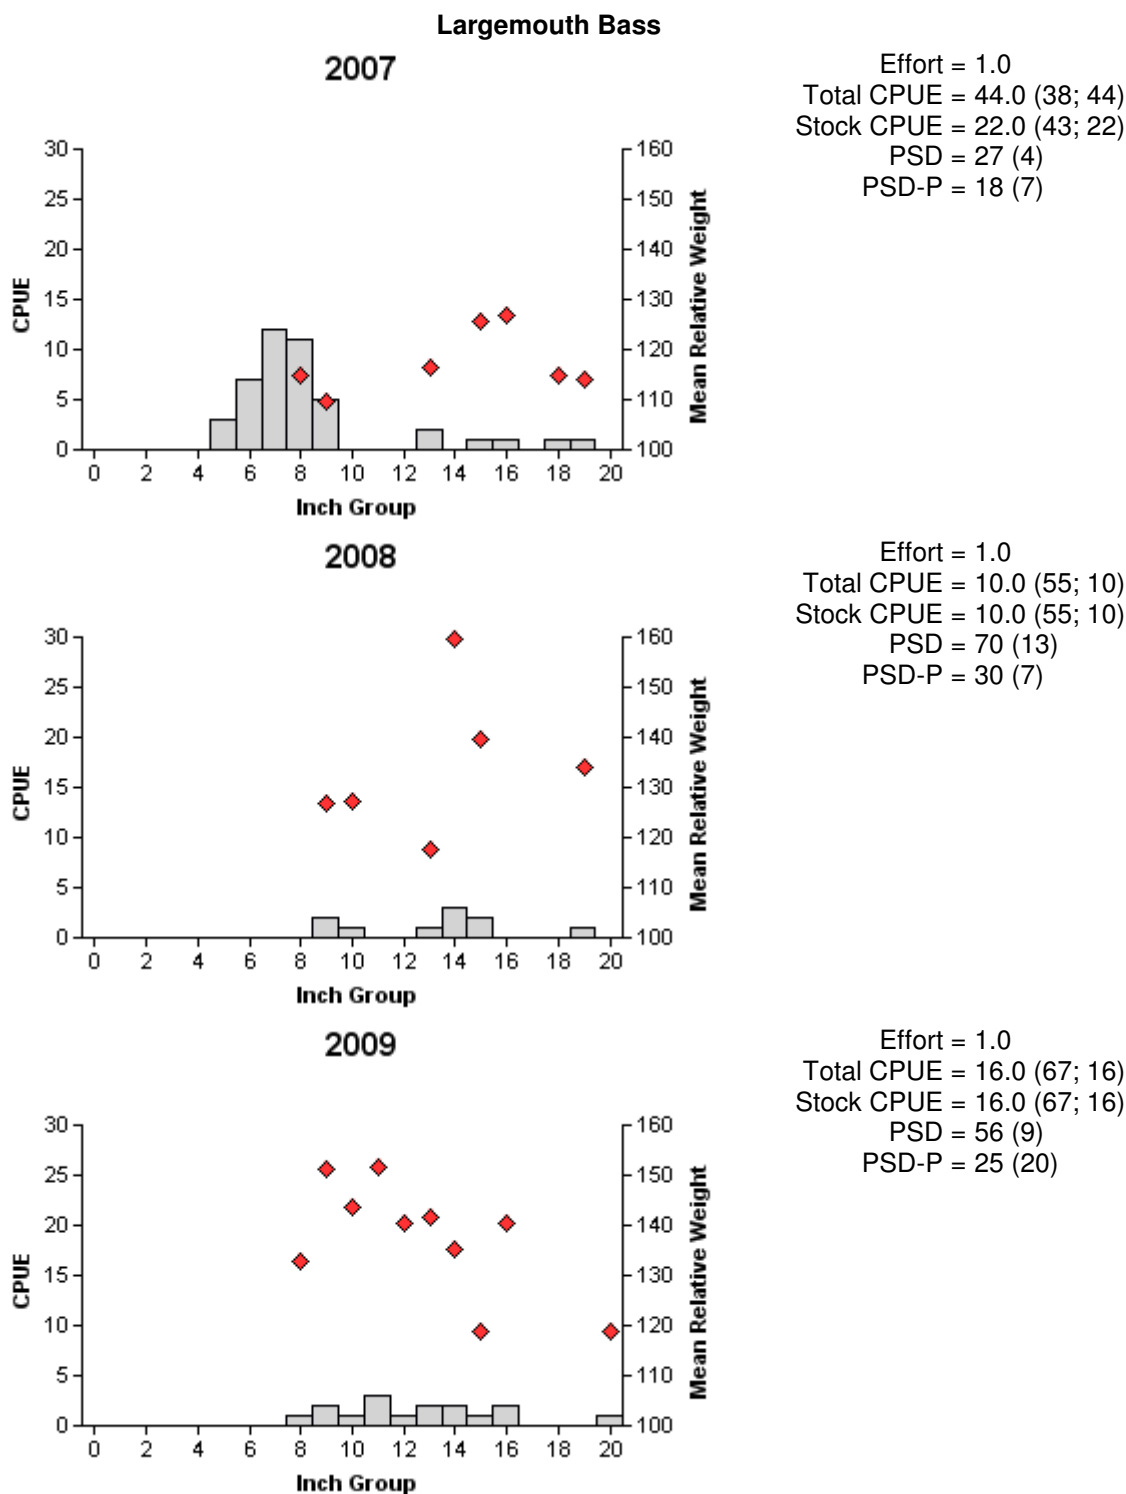 Largemouth Bass
2007
Effort = 1.0
Total CPUE = 44.0 (38; 44)
Stock CPUE = 22.0 (43; 22)
PSD = 27 (4)
PSD-P = 18 (7)
30
25
20
15
10
5
0
CPUE
160
150
140
130
120
110
100
Mean Relative Weight
0 2 4 6 8 10 12 14 16 18 20
Inch Group
2008
Effort = 1.0
Total CPUE = 10.0 (55; 10)
Stock CPUE = 10.0 (55; 10)
PSD = 70 (13)
PSD-P = 30 (7)
30
25
20
15
10
5
0
CPUE
160
150
140
130
120
110
100
Mean Relative Weight
0 2 4 6 8 10 12 14 16 18 20
Inch Group
2009
Effort = 1.0
Total CPUE = 16.0 (67; 16)
Stock CPUE = 16.0 (67; 16)
PSD = 56 (9)
PSD-P = 25 (20)
30
25
20
15
10
5
0
CPUE
160
150
140
130
120
110
100
Mean Relative Weight
0 2 4 6 8 10 12 14 16 18 20
Inch Group